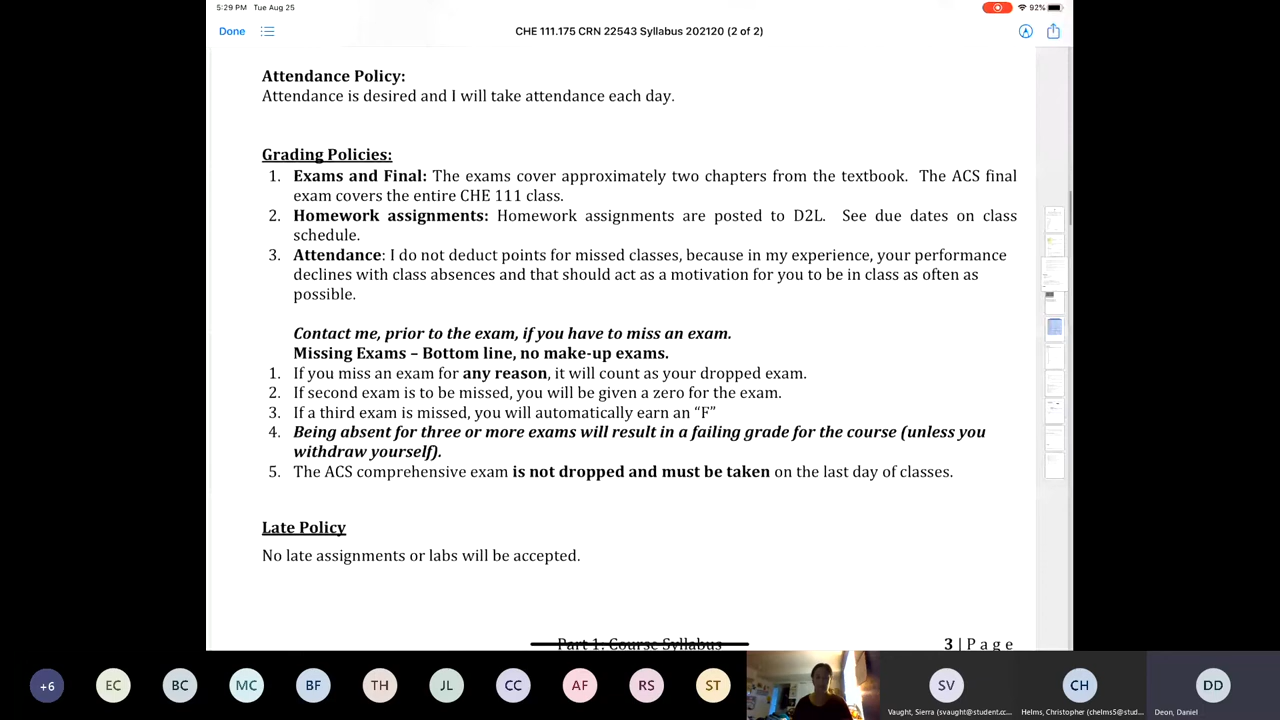 5:29 PM Tue Aug 25
92%
Done
CHE 111.175 CRN 22543 Syllabus 202120 (2 of 2)
Attendance Policy:
Attendance is desired and I will take attendance each day.
Grading Policies:
1. Exams and Final: The exams cover approximately two chapters from the textbook. The ACS final
exam covers the entire CHE 111 class.
2. Homework assignments: Homework assignments are posted to D2L. See due dates on class
schedule.
3. Attendance: I do not deduct points for missed classes, because in my experience, your performance
declines with class absences and that should act as a motivation for you to be in class as often as
possible.
Contact me, prior to the exam, if you have to miss an exam.
Missing Exams – Bottom line, no make-up exams.
1. If you miss an exam for any reason, it will count as your dropped exam.
2. If second exam is to be missed, you will be given a zero for the exam.
3. If a third exam is missed, you will automatically earn an “F”
4. Being absent for three or more exams will result in a failing grade for the course (unless you
withdraw yourself).
5. The ACS comprehensive exam is not dropped and must be taken on the last day of classes.
Late Policy
No late assignments or labs will be accepted.
Part 1: Course Syllabus
3 | P a g e
+6 EC BC MC BF TH JL CC AF RS ST SV CH DD
Vaught, Sierra (svaught@student.cc... Helms, Christopher (chelms5@stud... Deon, Daniel